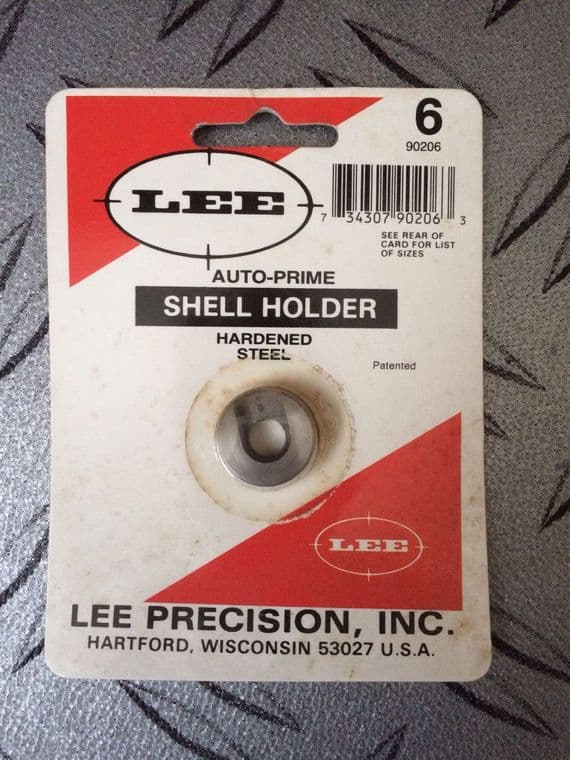 6
90206
LEE
7 34307 90206 3
SEE REAR OF
CARD FOR LIST
OF SIZES
AUTO-PRIME
SHELL HOLDER
HARDENED
STEEL
Patented
LEE
LEE PRECISION, INC.
HARTFORD, WISCONSIN 53027 U.S.A.